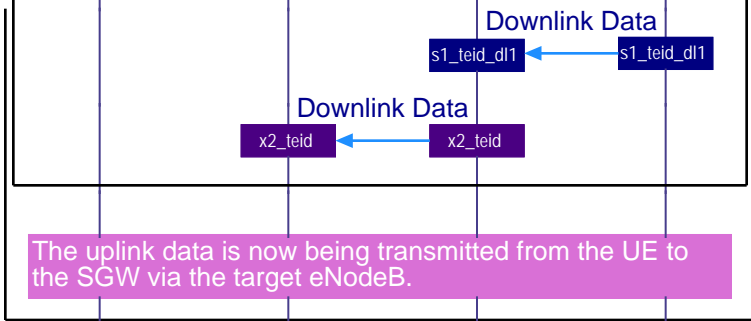 Downlink Data
s1_teid_dl1 s1_teid_dl1
Downlink Data
x2_teid x2_teid
The uplink data is now being transmitted from the UE to
the SGW via the target eNodeB.